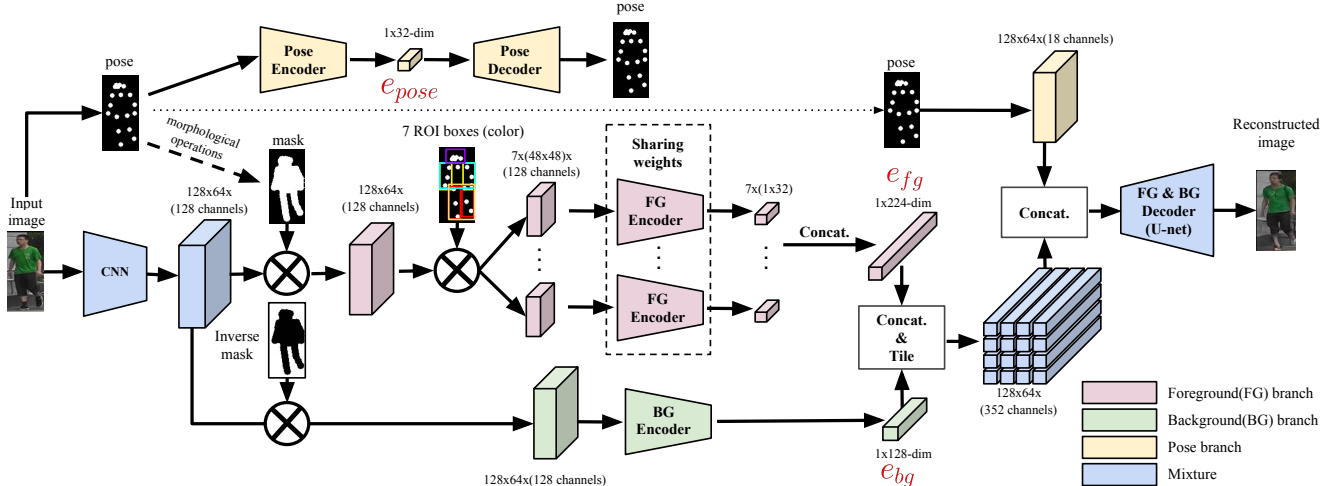 pose
1x32-dim
Pose
Encoder
Pose
Decoder
e_pose
pose
pose
128x64x(18 channels)
morphological
operations
mask
7 ROI boxes (color)
7x(48x48)x
(128 channels)
Sharing
weights
FG
Encoder
7x(1x32)
FG
Encoder
Concat.
e_fg
1x224-dim
Reconstructed
image
Concat.
FG & BG
Decoder
(U-net)
Input
image
CNN
128x64x
(128 channels)
128x64x
(128 channels)
Inverse
mask
Concat.
&
Tile
128x64x
(352 channels)
128x64x(128 channels)
BG
Encoder
1x128-dim
e_bg
Foreground(FG) branch
Background(BG) branch
Pose branch
Mixture